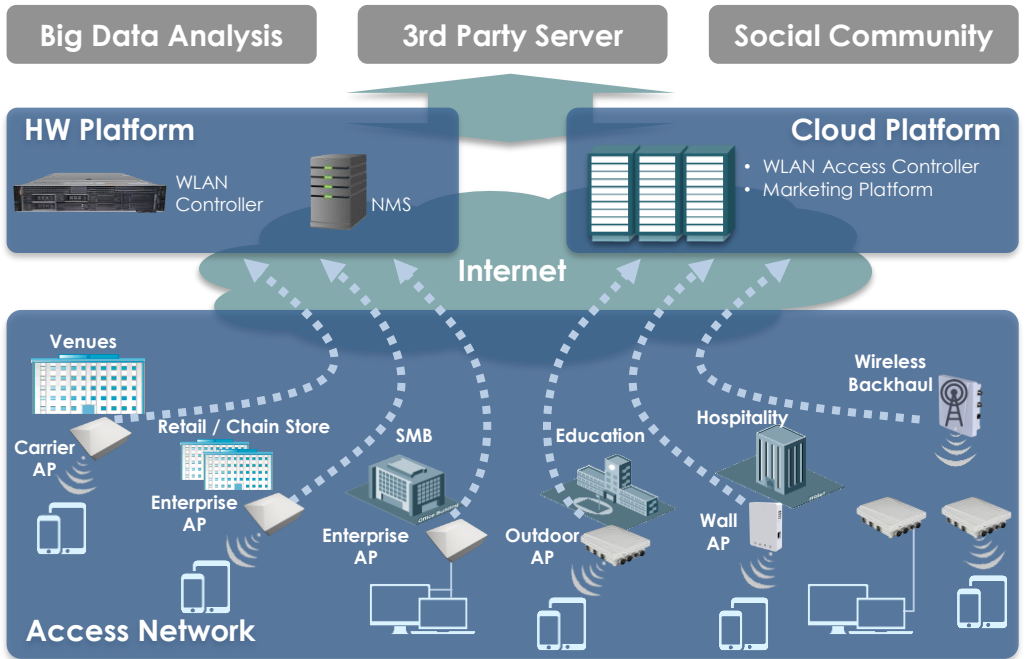 Big Data Analysis
3rd Party Server
Social Community
HW Platform
WLAN
Controller
NMS
Cloud Platform
• WLAN Access Controller
• Marketing Platform
Internet
Venues
Carrier
AP
Retail / Chain Store
Enterprise
AP
SMB
Office Building
Enterprise
AP
Education
Outdoor
AP
Hospitality
Wall
AP
Wireless
Backhaul
Access Network